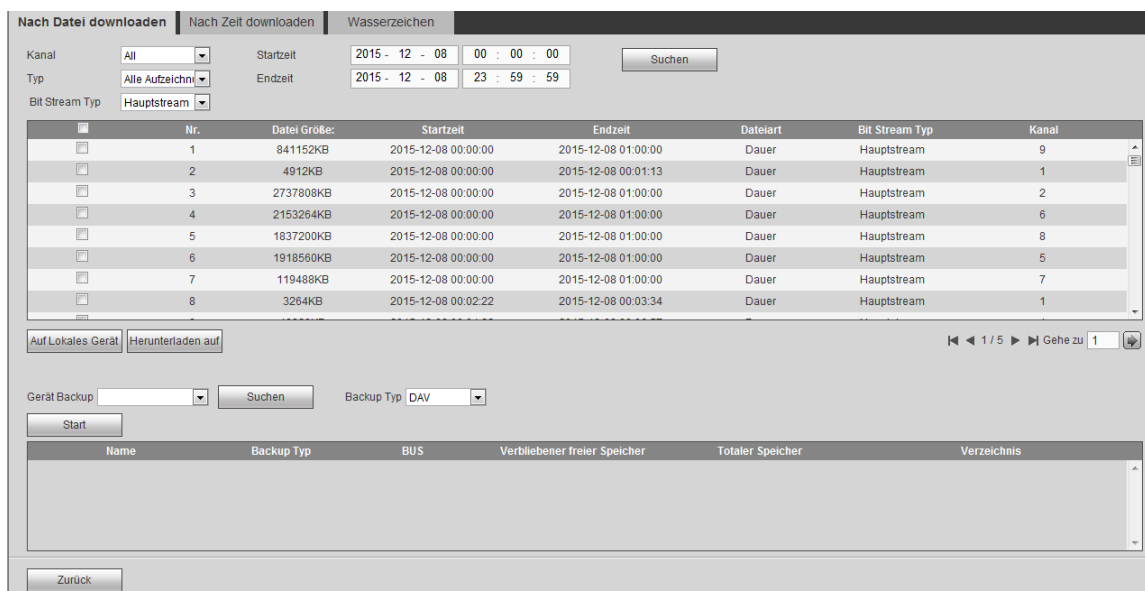 Nach Datei downloaden Nach Zeit downloaden Wasserzeichen
Kanal All Startzeit 2015 - 12 - 08 00 : 00 : 00 Suchen
Typ Alle Aufzeichnu Endzeit 2015 - 12 - 08 23 : 59 : 59
Bit Stream Typ Hauptstream
Nr. Datei Größe: Startzeit Endzeit Dateiart Bit Stream Typ Kanal
1 841152KB 2015-12-08 00:00:00 2015-12-08 01:00:00 Dauer Hauptstream 9
2 4912KB 2015-12-08 00:00:00 2015-12-08 00:01:13 Dauer Hauptstream 1
3 2737808KB 2015-12-08 00:00:00 2015-12-08 01:00:00 Dauer Hauptstream 2
4 2153264KB 2015-12-08 00:00:00 2015-12-08 01:00:00 Dauer Hauptstream 6
5 1837200KB 2015-12-08 00:00:00 2015-12-08 01:00:00 Dauer Hauptstream 8
6 1918560KB 2015-12-08 00:00:00 2015-12-08 01:00:00 Dauer Hauptstream 5
7 119488KB 2015-12-08 00:00:00 2015-12-08 01:00:00 Dauer Hauptstream 7
8 3264KB 2015-12-08 00:02:22 2015-12-08 00:03:34 Dauer Hauptstream 1
Auf Lokales Gerät Herunterladen auf 1 / 5 Gehe zu 1
Gerät Backup Suchen Backup Typ DAV
Start
Name Backup Typ BUS Verbliebener freier Speicher Totaler Speicher Verzeichnis
Zurück